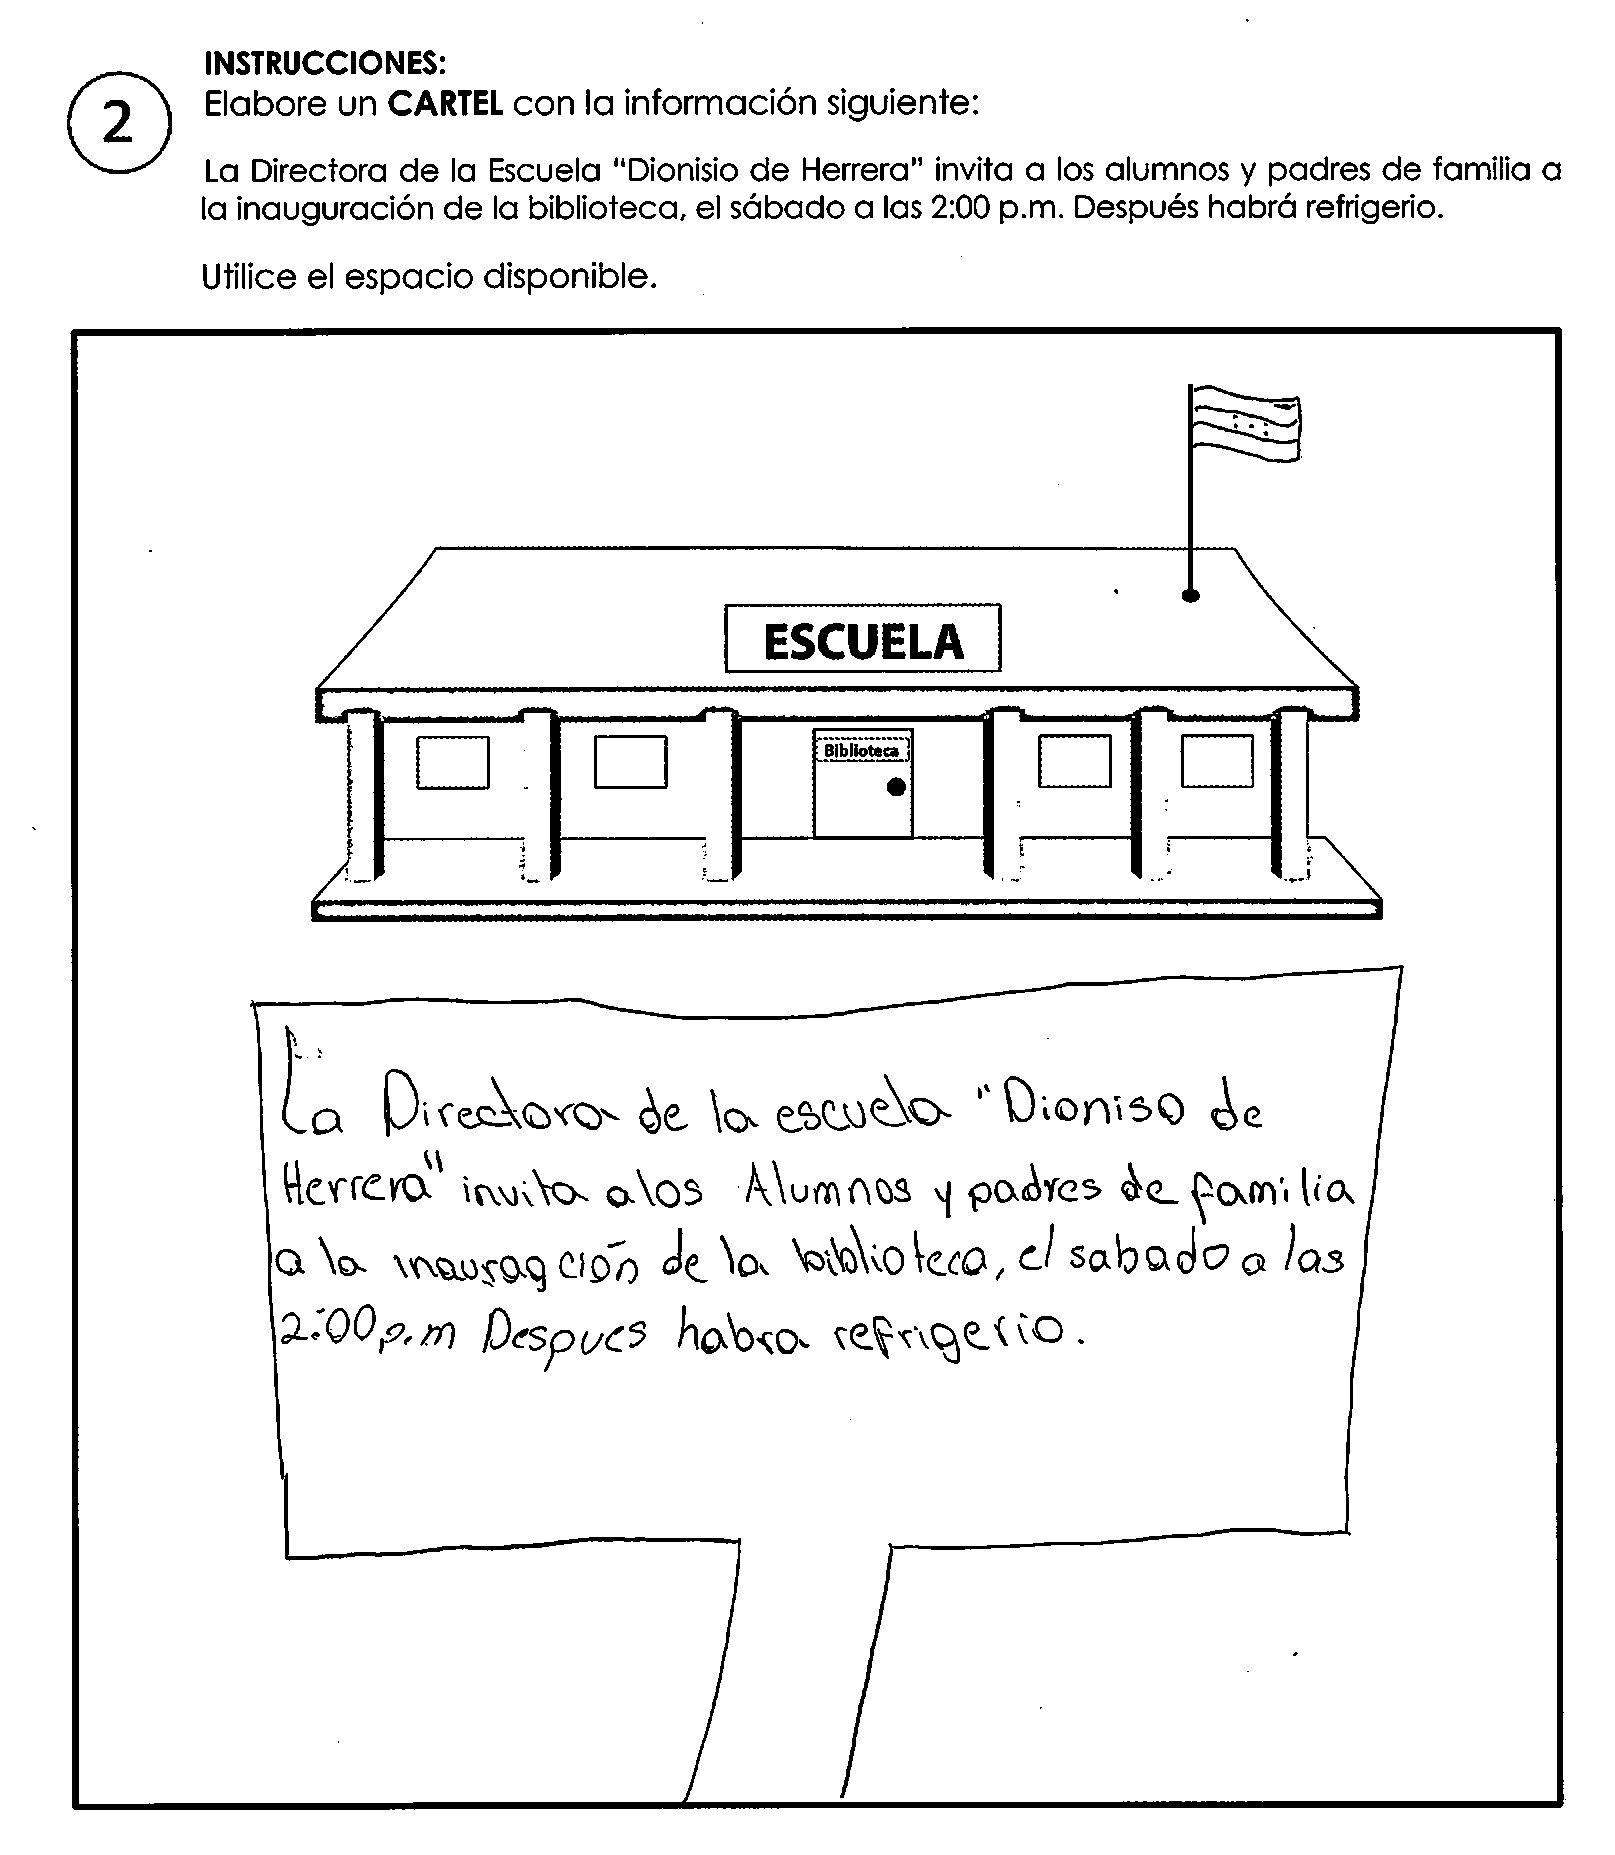 INSTRUCCIONES:
2
Elabore un CARTEL con la información siguiente:
La Directora de la Escuela "Dionisio de Herrera" invita a los alumnos y padres de familia a
la inauguración de la biblioteca, el sábado a las 2:00 p.m. Después habrá refrigerio.
Utilice el espacio disponible.
ESCUELA
Biblioteca
La Directora de la escuela "Dioniso de
Herrera" invita a los Alumnos y padres de familia
a la inauragción de la biblioteca, el sabado a las
2:00 p.m Despues habra refrigerio.